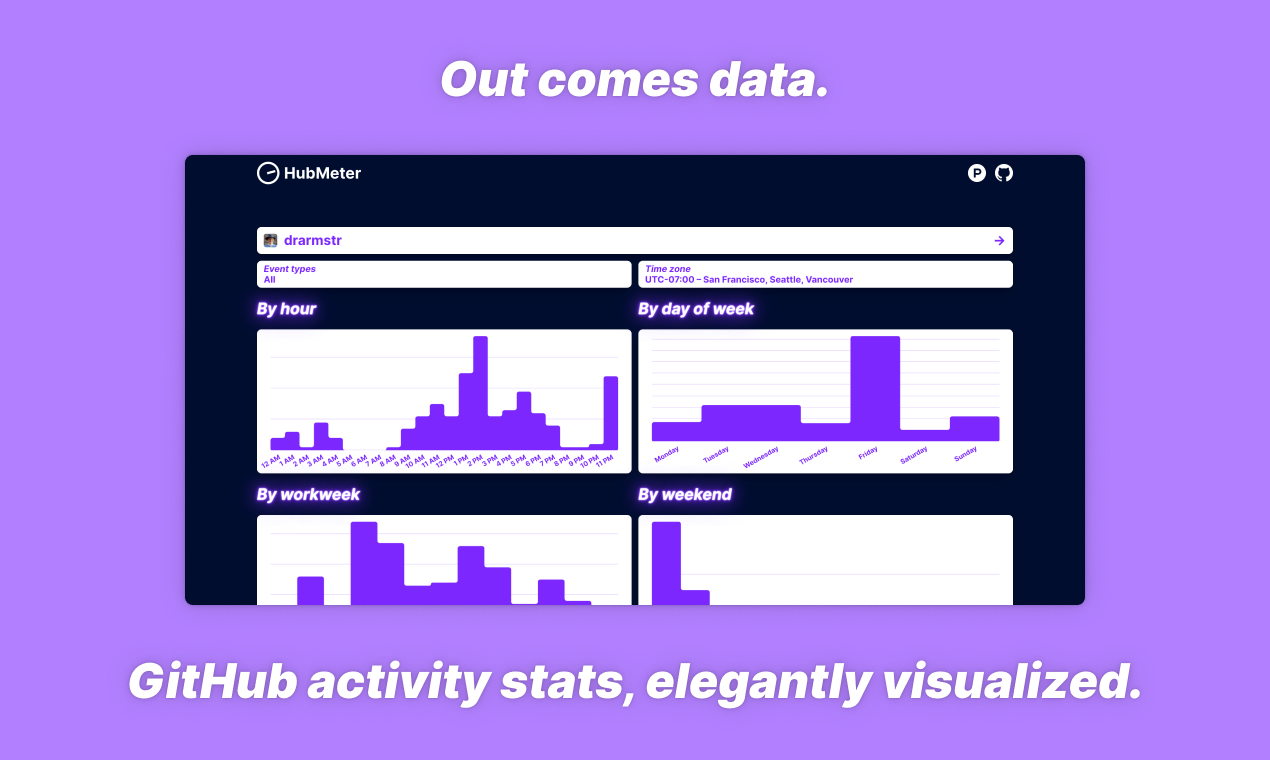 Out comes data.
HubMeter
P
drarmstr
Event types
All
Time zone
UTC-07:00 – San Francisco, Seattle, Vancouver
By hour
By day of week
12 AM 1 AM 2 AM 3 AM 4 AM 5 AM 6 AM 7 AM 8 AM 9 AM 10 AM 11 AM 12 PM 1 PM 2 PM 3 PM 4 PM 5 PM 6 PM 7 PM 8 PM 9 PM 10 PM 11 PM
Monday Tuesday Wednesday Thursday Friday Saturday Sunday
By workweek
By weekend
GitHub activity stats, elegantly visualized.